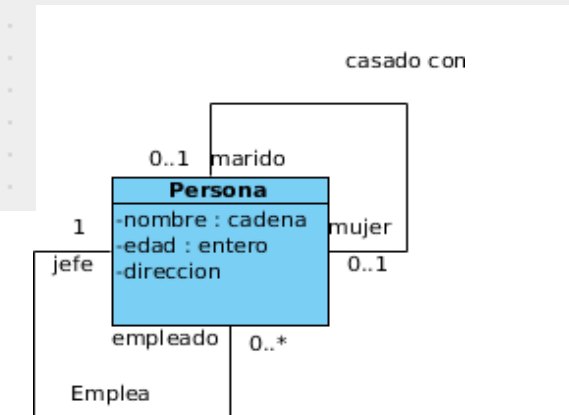 casado con
0..1 marido
Persona
-nombre : cadena
-edad : entero
-direccion
1
jefe
mujer
0..1
empleado 0..*
Emplea